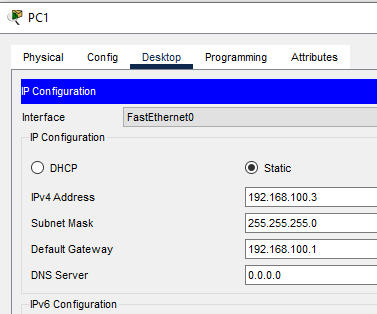 PC1
Physical Config Desktop Programming Attributes
IP Configuration
Interface FastEthernet0
IP Configuration
DHCP Static
IPv4 Address 192.168.100.3
Subnet Mask 255.255.255.0
Default Gateway 192.168.100.1
DNS Server 0.0.0.0
IPv6 Configuration